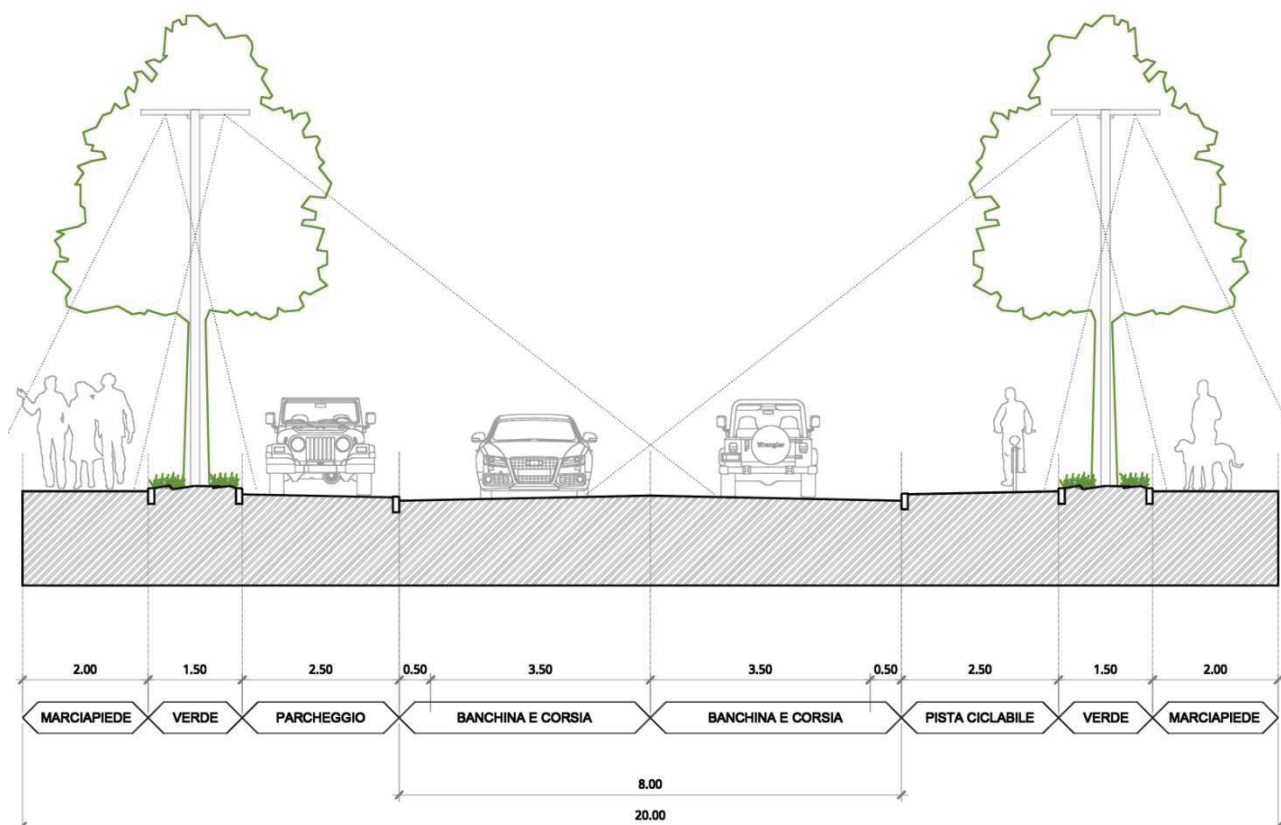 Wrangler
2.00 1.50 2.50 0.50 3.50 3.50 0.50 2.50 1.50 2.00
MARCIAPIEDE VERDE PARCHEGGIO BANCHINA E CORSIA BANCHINA E CORSIA PISTA CICLABILE VERDE MARCIAPIEDE
8.00
20.00